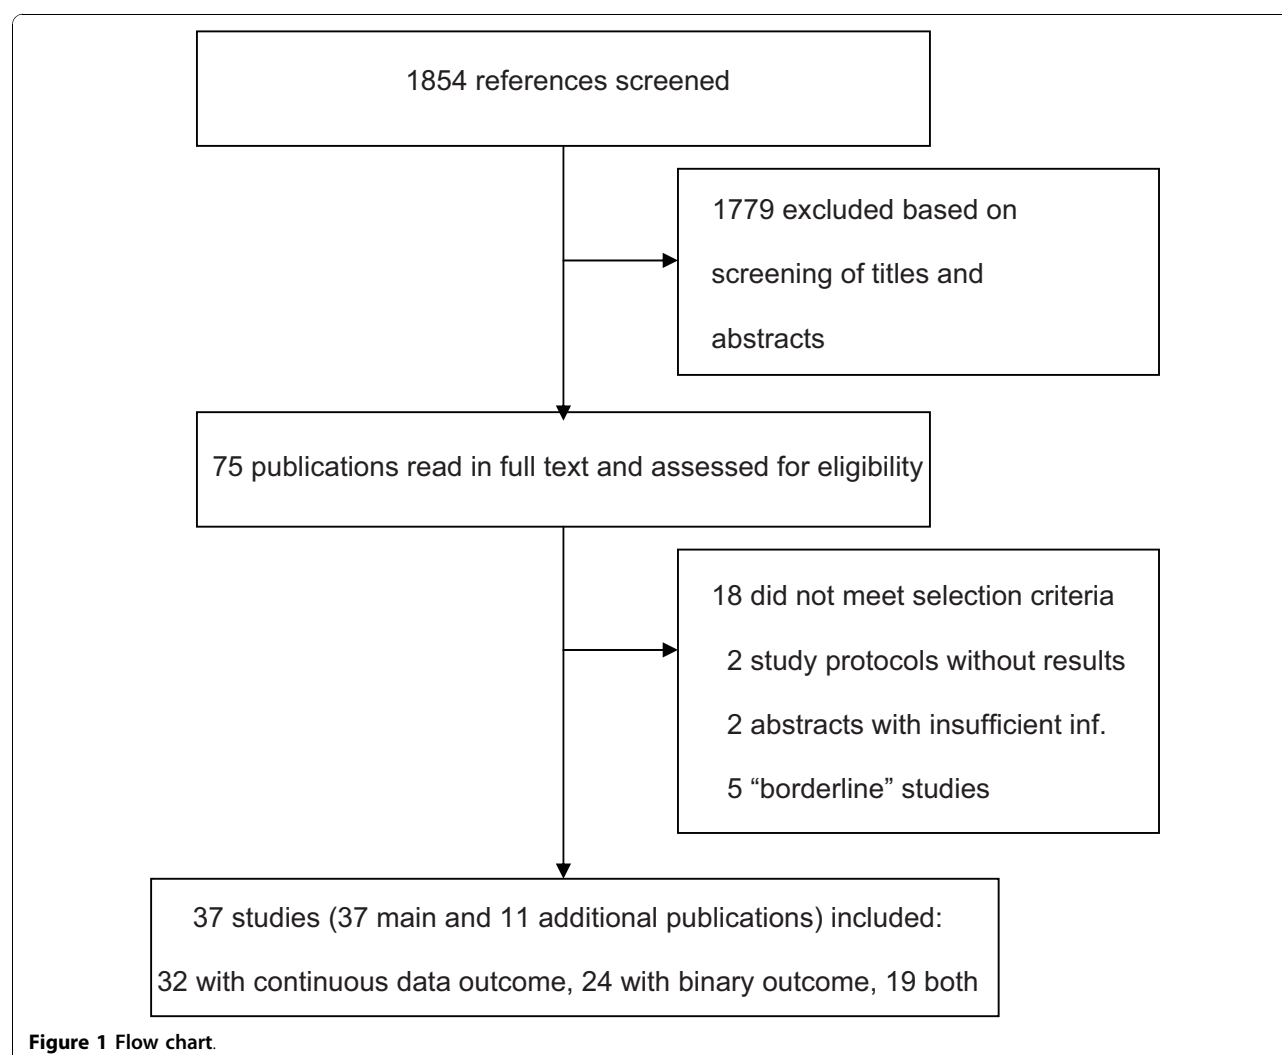 1854 references screened
1779 excluded based on
screening of titles and
abstracts
75 publications read in full text and assessed for eligibility
18 did not meet selection criteria
2 study protocols without results
2 abstracts with insufficient inf.
5 “borderline” studies
37 studies (37 main and 11 additional publications) included:
32 with continuous data outcome, 24 with binary outcome, 19 both
Figure 1 Flow chart.